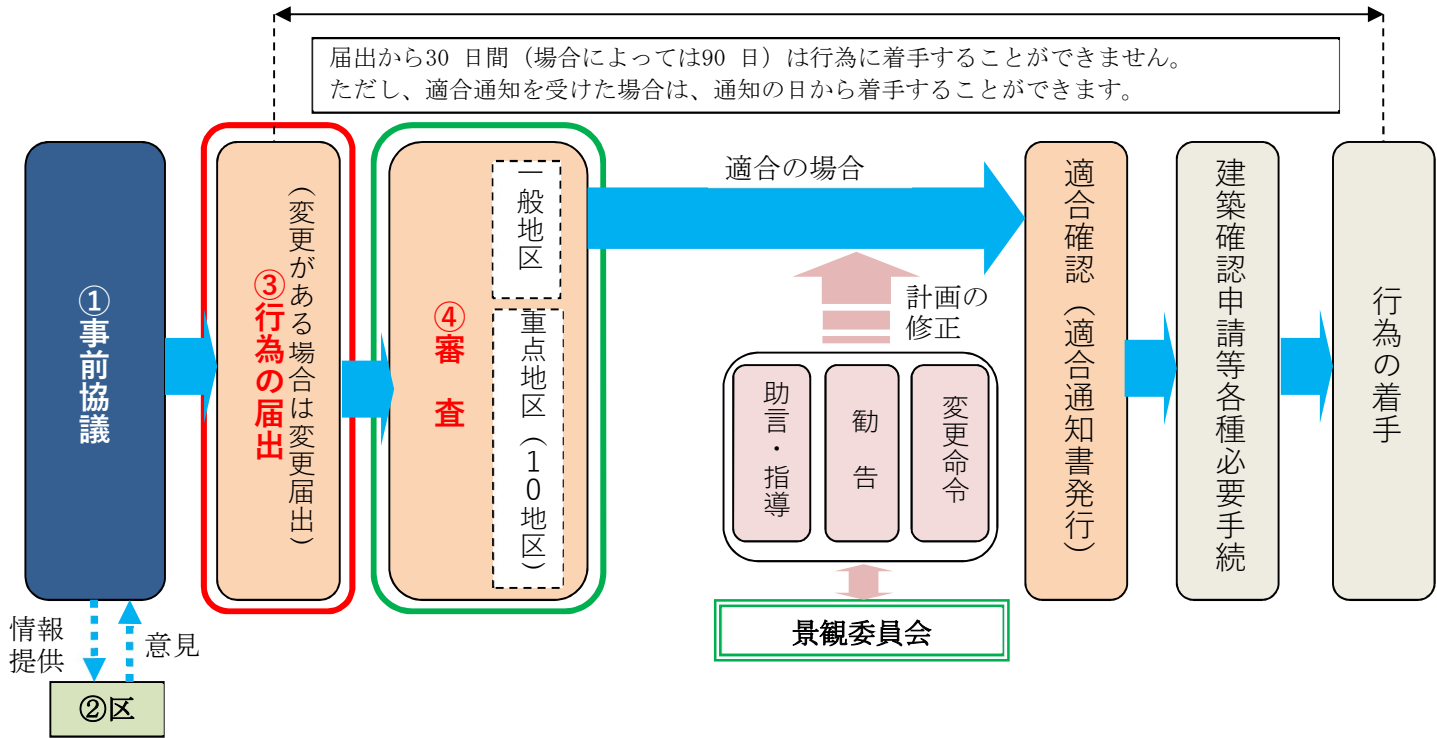 届出から30 日間（場合によっては90 日）は行為に着手することができません。
ただし、適合通知を受けた場合は、通知の日から着手することができます。
①事前協議
情報
提供
意見
②区
③行為の届出
（変更がある場合は変更届出）
④審　査
一般地区
重点地区（10地区）
適合の場合
計画の
修正
助言・指導
勧　告
変更命令
景観委員会
適合確認（適合通知書発行）
建築確認申請等各種必要手続
行為の着手